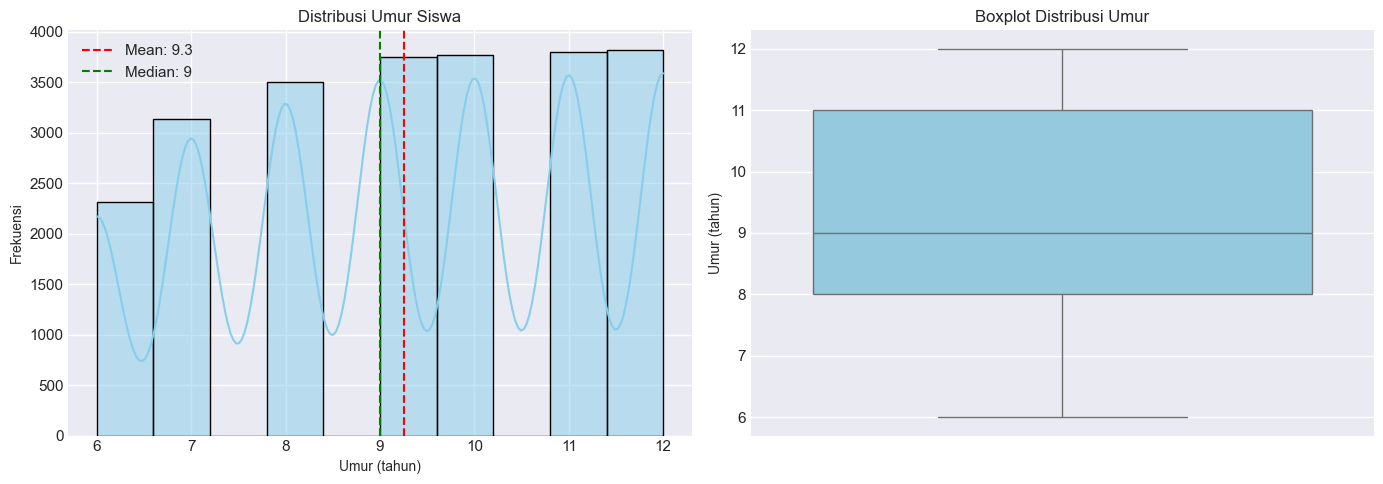 Distribusi Umur Siswa
Mean: 9.3
Median: 9
Frekuensi
4000
3500
3000
2500
2000
1500
1000
500
0
6 7 8 9 10 11 12
Umur (tahun)
Boxplot Distribusi Umur
Umur (tahun)
12
11
10
9
8
7
6